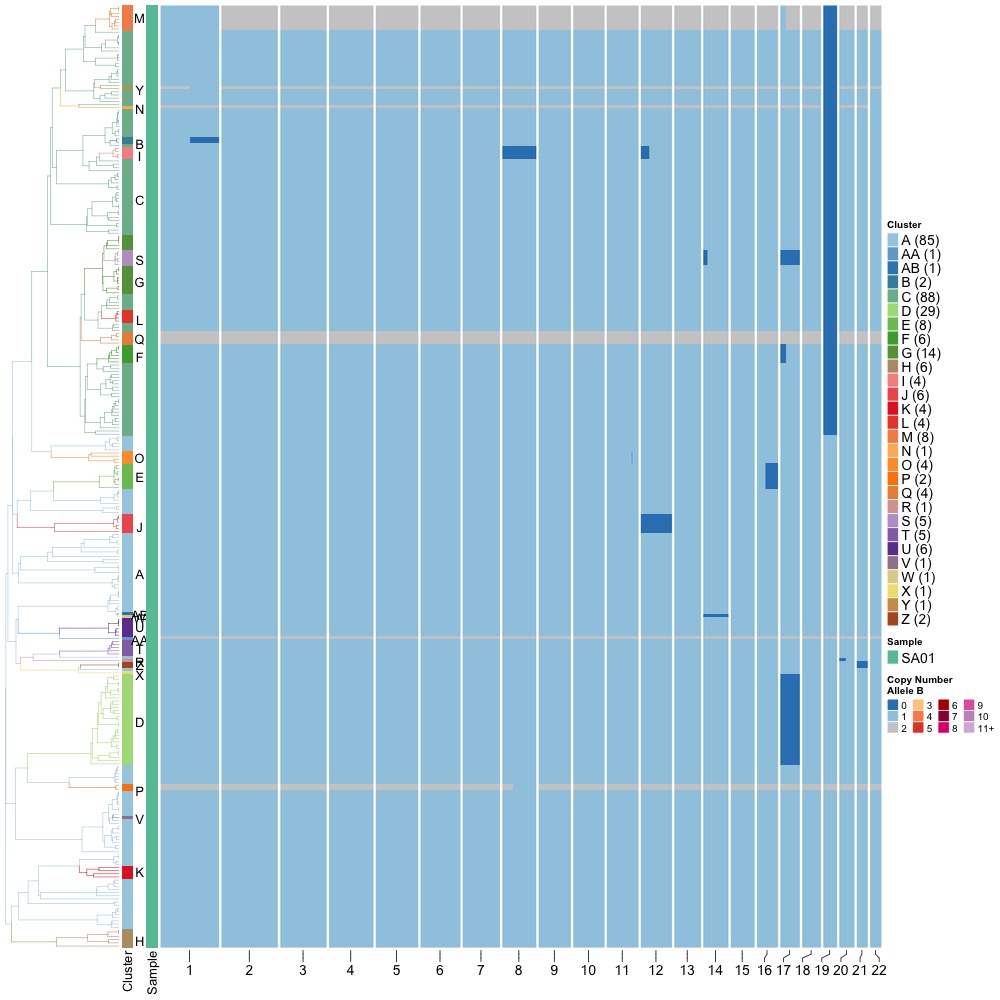 M
Y
N
B
I
C
S
G
L
Q
F
O
E
J
A
AB
U
AA
T
R
Z
X
D
P
V
K
H
Cluster
Sample
1 2 3 4 5 6 7 8 9 10 11 12 13 14 15 16 17 18 19 20 21 22
Cluster
A (85)
AA (1)
AB (1)
B (2)
C (88)
D (29)
E (8)
F (6)
G (14)
H (6)
I (4)
J (6)
K (4)
L (4)
M (8)
N (1)
O (4)
P (2)
Q (4)
R (1)
S (5)
T (5)
U (6)
V (1)
W (1)
X (1)
Y (1)
Z (2)
Sample
SA01
Copy Number
Allele B
0 3 6 9
1 4 7 10
2 5 8 11+